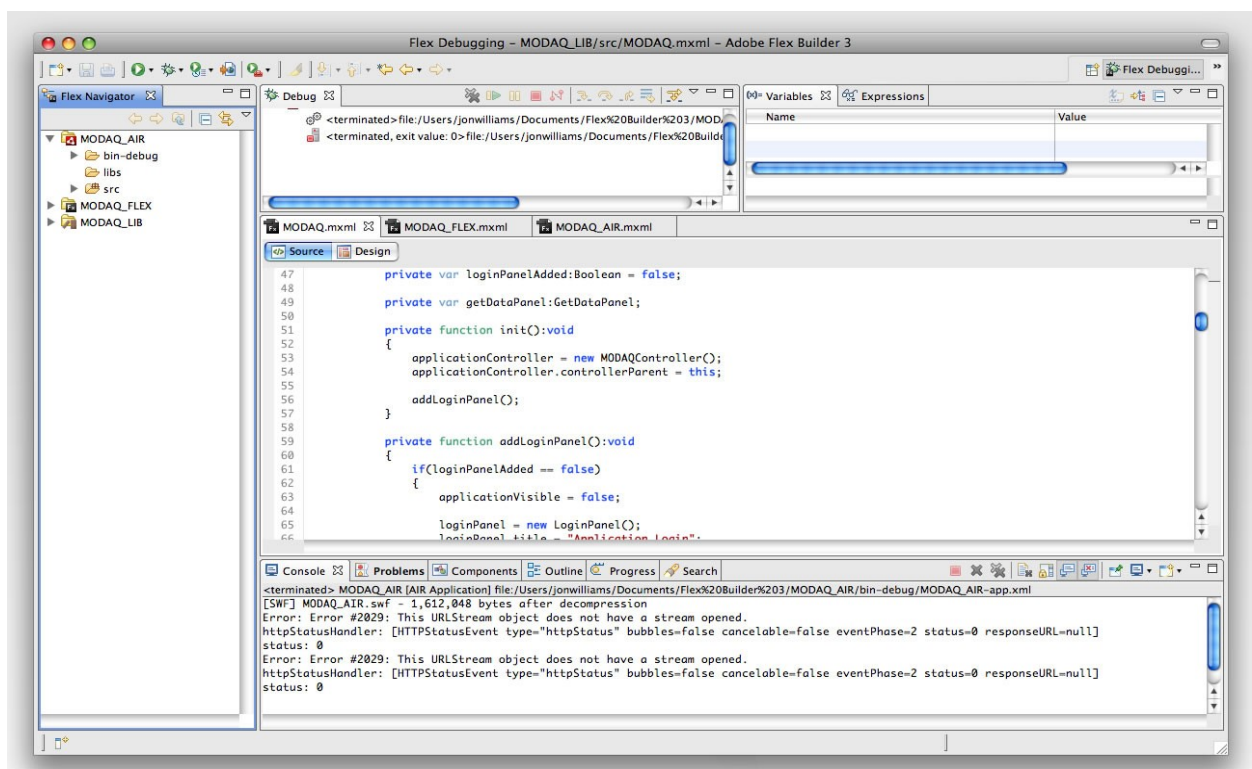 Flex Debugging – MODAQ_LIB/src/MODAQ.mxml – Adobe Flex Builder 3
Flex Debuggi...
Flex Navigator
MODAQ_AIR
bin-debug
libs
src
MODAQ_FLEX
MODAQ_LIB
Debug
<terminated>file:/Users/jonwilliams/Documents/Flex%20Builder%203/MODA
<terminated, exit value: 0>file:/Users/jonwilliams/Documents/Flex%20Builde
Variables Expressions
Name Value
MODAQ.mxml MODAQ_FLEX.mxml MODAQ_AIR.mxml
Source Design
47 private var loginPanelAdded:Boolean = false;
48
49 private var getDataPanel:GetDataPanel;
50
51 private function init():void
52 {
53 applicationController = new MODAQController();
54 applicationController.controllerParent = this;
55
56 addLoginPanel();
57 }
58
59 private function addLoginPanel():void
60 {
61 if(loginPanelAdded == false)
62 {
63 applicationVisible = false;
64
65 loginPanel = new LoginPanel();
66 loginPanel.title = "Application Login";
Console Problems Components Outline Progress Search
<terminated> MODAQ_AIR [AIR Application] file:/Users/jonwilliams/Documents/Flex%20Builder%203/MODAQ_AIR/bin-debug/MODAQ_AIR-app.xml
[SWF] MODAQ_AIR.swf - 1,612,048 bytes after decompression
Error: Error #2029: This URLStream object does not have a stream opened.
httpStatusHandler: [HTTPStatusEvent type="httpStatus" bubbles=false cancelable=false eventPhase=2 status=0 responseURL=null]
status: 0
Error: Error #2029: This URLStream object does not have a stream opened.
httpStatusHandler: [HTTPStatusEvent type="httpStatus" bubbles=false cancelable=false eventPhase=2 status=0 responseURL=null]
status: 0